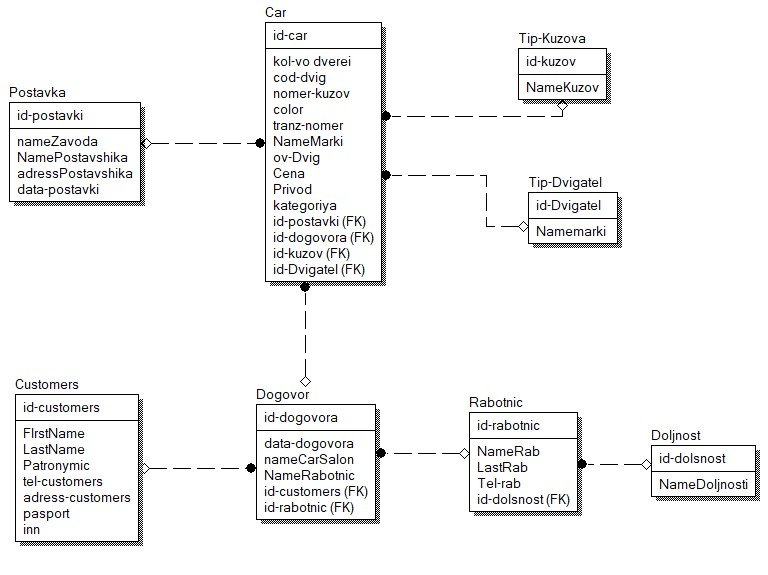 Car
id-car
kol-vo dverei
cod-dvig
nomer-kuzov
color
tranz-nomer
NameMarki
ov-Dvig
Cena
Privod
kategoriya
id-postavki (FK)
id-dogovora (FK)
id-kuzov (FK)
id-Dvigatel (FK)
Tip-Kuzova
id-kuzov
NameKuzov
Postavka
id-postavki
nameZavoda
NamePostavshika
adressPostavshika
data-postavki
Tip-Dvigatel
id-Dvigatel
Namemarki
Customers
id-customers
FIrstName
LastName
Patronymic
tel-customers
adress-customers
pasport
inn
Dogovor
id-dogovora
data-dogovora
nameCarSalon
NameRabotnic
id-customers (FK)
id-rabotnic (FK)
Rabotnic
id-rabotnic
NameRab
LastRab
Tel-rab
id-dolsnost (FK)
Doljnost
id-dolsnost
NameDoljnosti